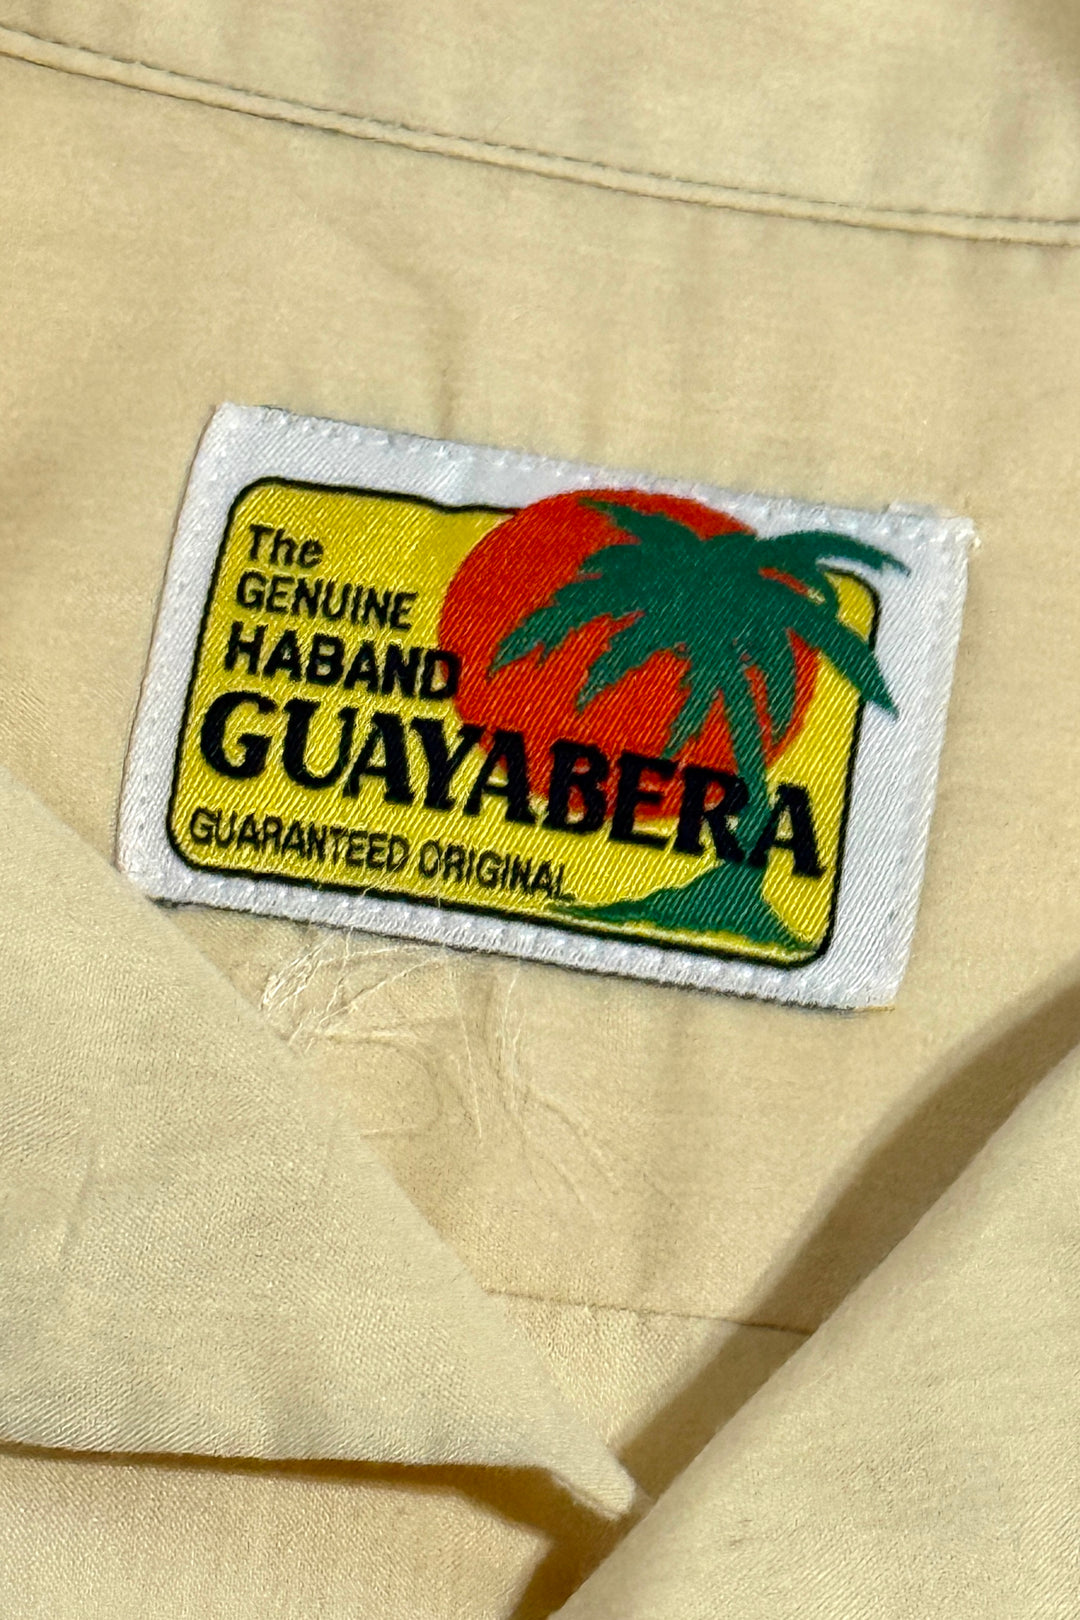 The
GENUINE
HABAND
GUAYABERA
GUARANTEED ORIGINAL